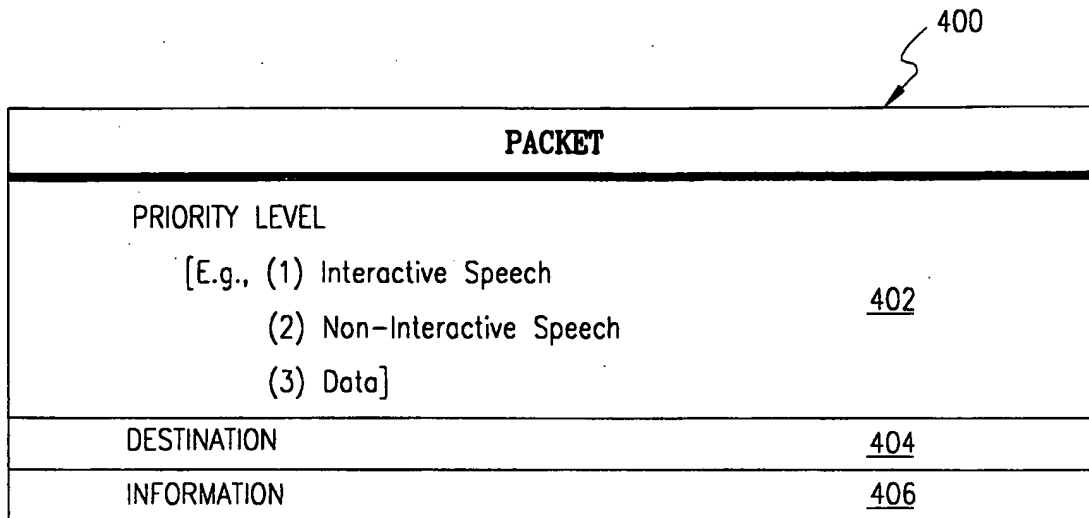 400
PACKET
PRIORITY LEVEL
[E.g., (1) Interactive Speech
402
(2) Non-Interactive Speech
(3) Data]
DESTINATION 404
INFORMATION 406